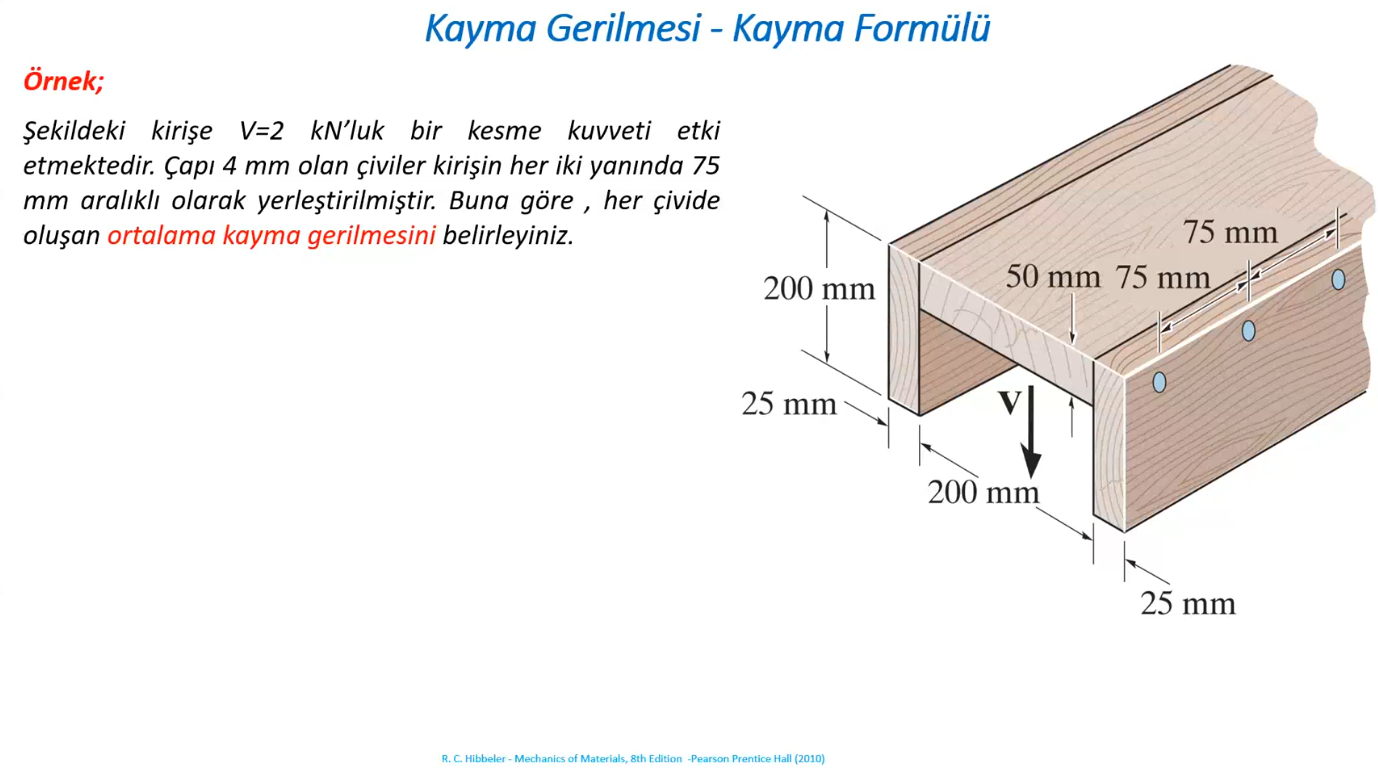 Kayma Gerilmesi - Kayma Formülü
Örnek;
Şekildeki kirişe V=2 kN’luk bir kesme kuvveti etki
etmektedir. Çapı 4 mm olan çiviler kirişin her iki yanında 75
mm aralıklı olarak yerleştirilmiştir. Buna göre , her çivide
oluşan ortalama kayma gerilmesini belirleyiniz.
75 mm
50 mm 75 mm
200 mm
25 mm
V
200 mm
25 mm
R. C. Hibbeler - Mechanics of Materials, 8th Edition -Pearson Prentice Hall (2010)